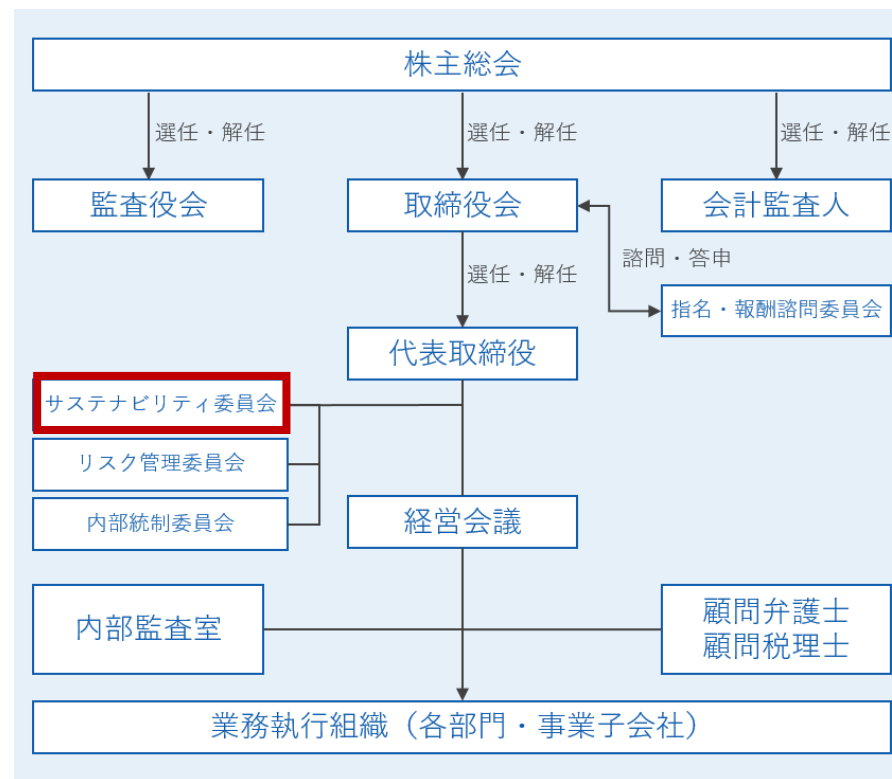 株主総会
選任・解任
選任・解任
選任・解任
監査役会
取締役会
会計監査人
諮問・答申
選任・解任
指名・報酬諮問委員会
代表取締役
サステナビリティ委員会
リスク管理委員会
内部統制委員会
経営会議
内部監査室
顧問弁護士
顧問税理士
業務執行組織（各部門・事業子会社）